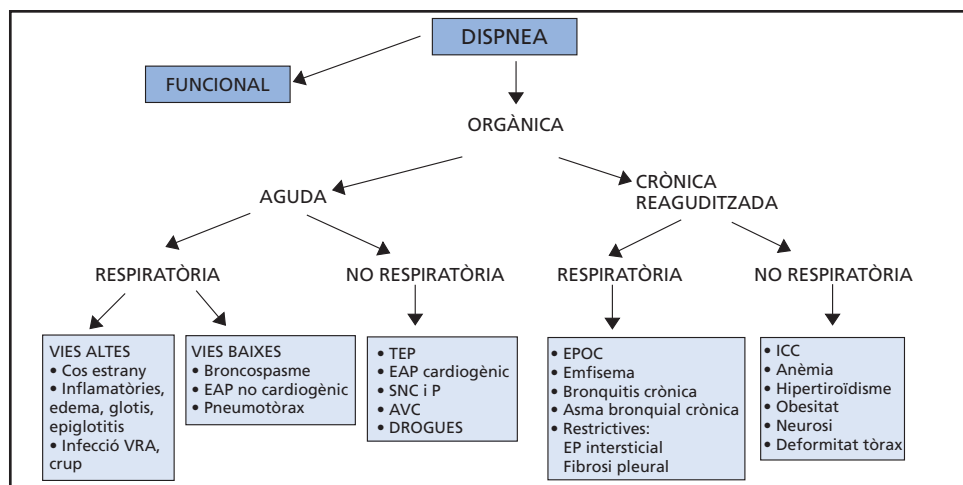 DISPNEA
FUNCIONAL
ORGÀNICA
AGUDA
CRÒNICA
REAGUDITZADA
RESPIRATÒRIA
NO RESPIRATÒRIA
RESPIRATÒRIA
NO RESPIRATÒRIA
VIES ALTES
• Cos estrany
• Inflamatòries,
edema, glotis,
epiglotitis
• Infecció VRA,
crup
VIES BAIXES
• Broncospasme
• EAP no cardiogènic
• Pneumotòrax
• TEP
• EAP cardiogènic
• SNC i P
• AVC
• DROGUES
• EPOC
• Emfisema
• Bronquitis crònica
• Asma bronquial crònica
• Restrictives:
EP intersticial
Fibrosi pleural
• ICC
• Anèmia
• Hipertiroïdisme
• Obesitat
• Neurosi
• Deformitat tòrax